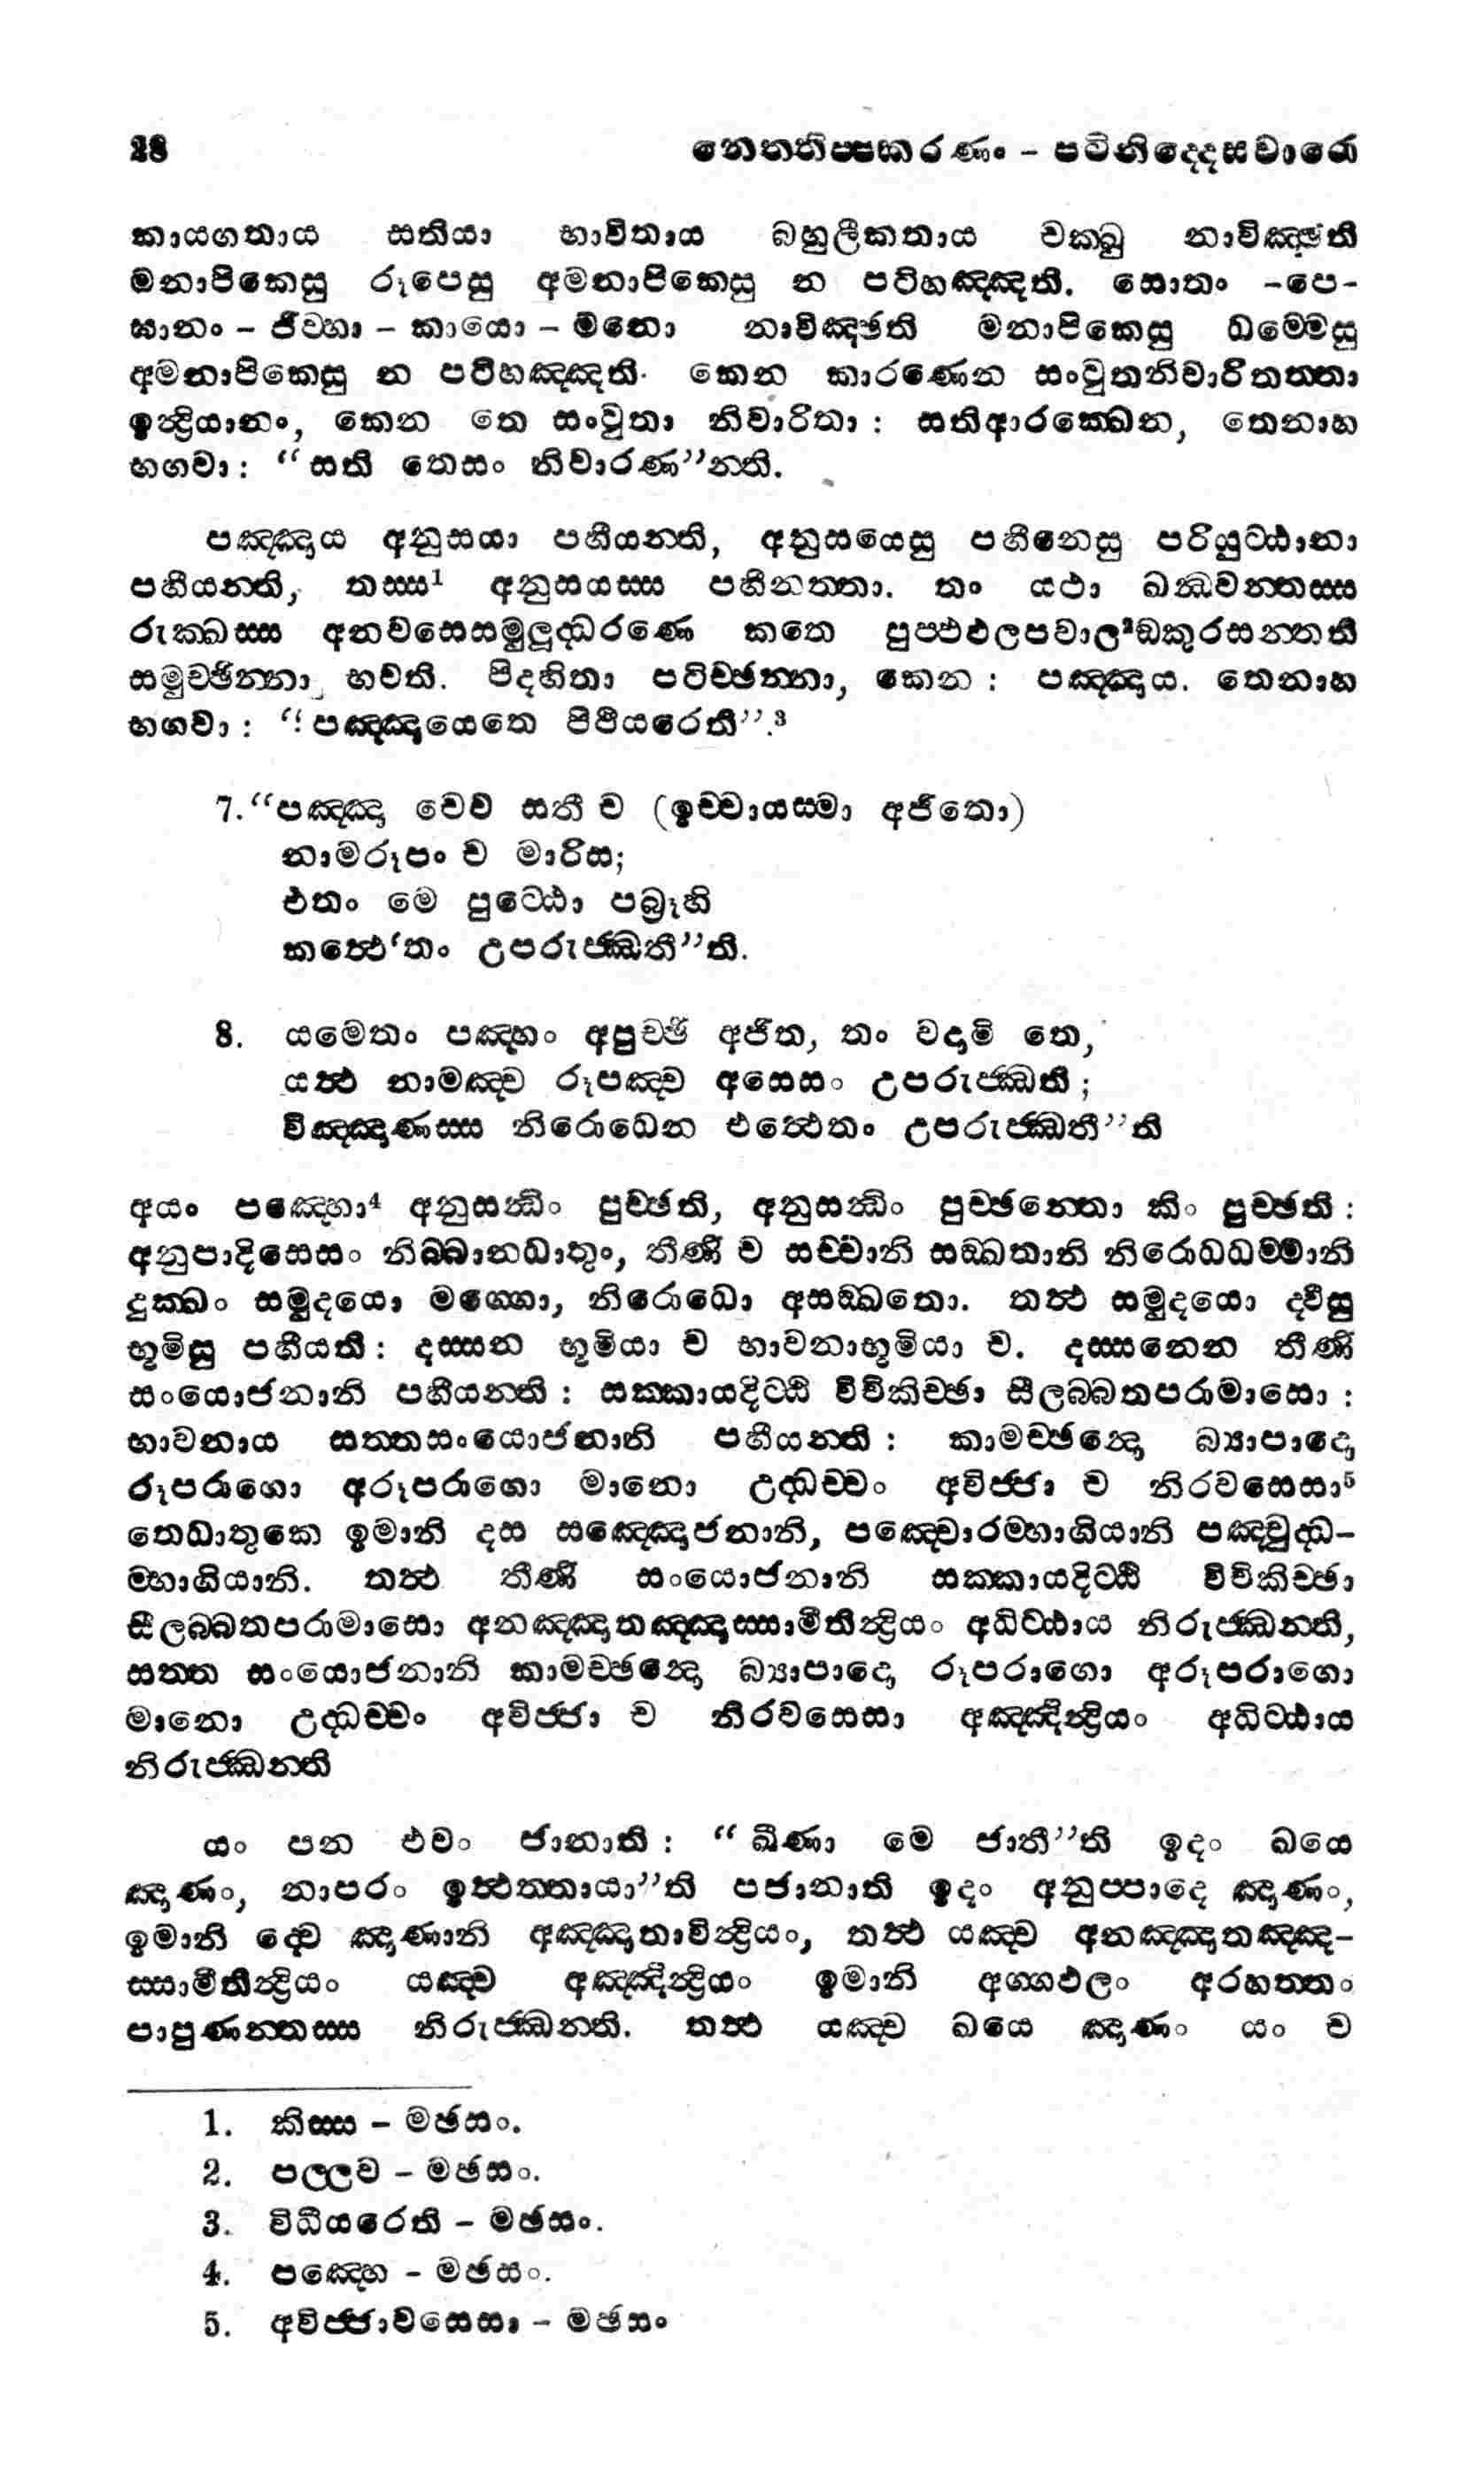 28 නෙත්තිප්පකරණං - පටිනිද්දෙසවාරො
කායගතාය සතියා භාවිතාය බහුලීකතාය චක්ඛු නාවිඤ්ඡති
මනාපිකෙසු රූපෙසු අමනාපිකෙසු න පටිහඤ්ඤති. සොතං -පෙ-
ඝානං - ජිව්හා - කායො - මනො නාවිඤ්ඡති මනාපිකෙසු ධම්මෙසු
අමනාපිකෙසු න පටිහඤ්ඤති. කෙන කාරණෙන සංවුතනිවාරිතත්තා
ඉන්ද්‍රියානං, කෙන තෙ සංවුතා නිවාරිතා : සතිආරක්ඛෙන, තෙනාහ
භගවා : “සති තෙසං නිවාරණ”න්ති.
පඤ්ඤාය අනුසයා පහීයන්ති, අනුසයෙසු පහීනෙසු පරියුට්ඨානා
පහීයන්ති, තස්ස1 අනුසයස්ස පහීනත්තා. තං යථා ඛන්ධවන්තස්ස
රුක්ඛස්ස අනවසෙසමුලූද්ධරණෙ කතෙ පුප්ඵඵලපවාල2ඞ්කුරසන්තති
සමුච්ඡින්නා භවති. පිදහිතා පටිච්ඡන්නා, කෙන : පඤ්ඤාය. තෙනාහ
භගවා : “පඤ්ඤායෙතෙ පිථීයරෙති”.3
7. “පඤ්ඤා චෙව සතී ච (ඉච්චායස්මා අජිතො)
නාමරූපං ච මාරිස;
එතං මෙ පුට්ඨො පබ්‍රූහි
කත්ථෙ‘තං උපරුජ්ඣතී”ති.
8. යමෙතං පඤ්හං අපුච්ඡි අජිත, තං වදාමි තෙ,
යත්ථ නාමඤ්ච රූපඤ්ච අසෙසං උපරුජ්ඣති ;
විඤ්ඤාණස්ස නිරොධෙන එත්ථෙතං උපරුජ්ඣතී”ති
අයං පඤ්හො4 අනුසන්ධිං පුච්ඡති, අනුසන්ධිං පුච්ඡන්තො කිං පුච්ඡති :
අනුපාදිසෙසං නිබ්බානධාතුං, තීණි ච සච්චානි සඞ්ඛතානි නිරොධධම්මානි
දුක්ඛං සමුදයො මග්ගො, නිරොධො අසඞ්ඛතො. තත්ථ සමුදයො ද්වීසු
භූමිසු පහීයති : දස්සන භූමියා ච භාවනාභූමියා ච. දස්සනෙන තීණි
සංයොජනානි පහීයන්ති : සක්කායදිට්ඨි විචිකිච්ඡා සීලබ්බතපරාමාසො :
භාවනාය සත්තසංයොජනානි පහීයන්ති : කාමච්ඡන්දො බ්‍යාපාදො
රූපරාගො අරූපරාගො මානො උද්ධච්චං අවිජ්ජා ච නිරවසෙසා5
තෙධාතුකෙ ඉමානි දස සඤ්ඤොජනානි, පඤ්චොරම්භාගියානි පඤ්චුද්ධ-
ම්භාගියානි. තත්ථ තීණි සංයොජනානි සක්කායදිට්ඨි විචිකිච්ඡා
සීලබ්බතපරාමාසො අනඤ්ඤාතඤ්ඤස්සාමීතින්ද්‍රියං අධිට්ඨාය නිරුජ්ඣන්ති,
සත්ත සංයොජනානි කාමච්ඡන්දො බ්‍යාපාදො රූපරාගො අරූපරාගො
මානො උද්ධච්චං අවිජ්ජා ච නිරවසෙසා අඤ්ඤින්ද්‍රියං අධිට්ඨාය
නිරුජ්ඣන්ති
යං පන එවං ජානාති : “ඛීණා මෙ ජාතී”ති ඉදං ඛයෙ
ඤාණං, නාපරං ඉත්ථත්තායා”ති පජානාති ඉදං අනුප්පාදෙ ඤාණං,
ඉමානි ද්වෙ ඤාණානි අඤ්ඤාතාවින්ද්‍රියං, තත්ථ යඤ්ච අනඤ්ඤාතඤ්ඤ-
ස්සාමීතීන්ද්‍රියං යඤ්ච අඤ්ඤින්ද්‍රියං ඉමානි අග්ගඵලං අරහත්තං
පාපුණන්තස්ස නිරුජ්ඣන්ති. තත්ථ යඤ්ච ඛයෙ ඤාණං යං ච
1. කිස්ස - මඡසං.
2. පල්ලව - මඡසං.
3. විධීයරෙති - මඡසං.
4. පඤ්හෙ - මඡසං.
5. අවිජ්ජාවසෙසා - මඡසං